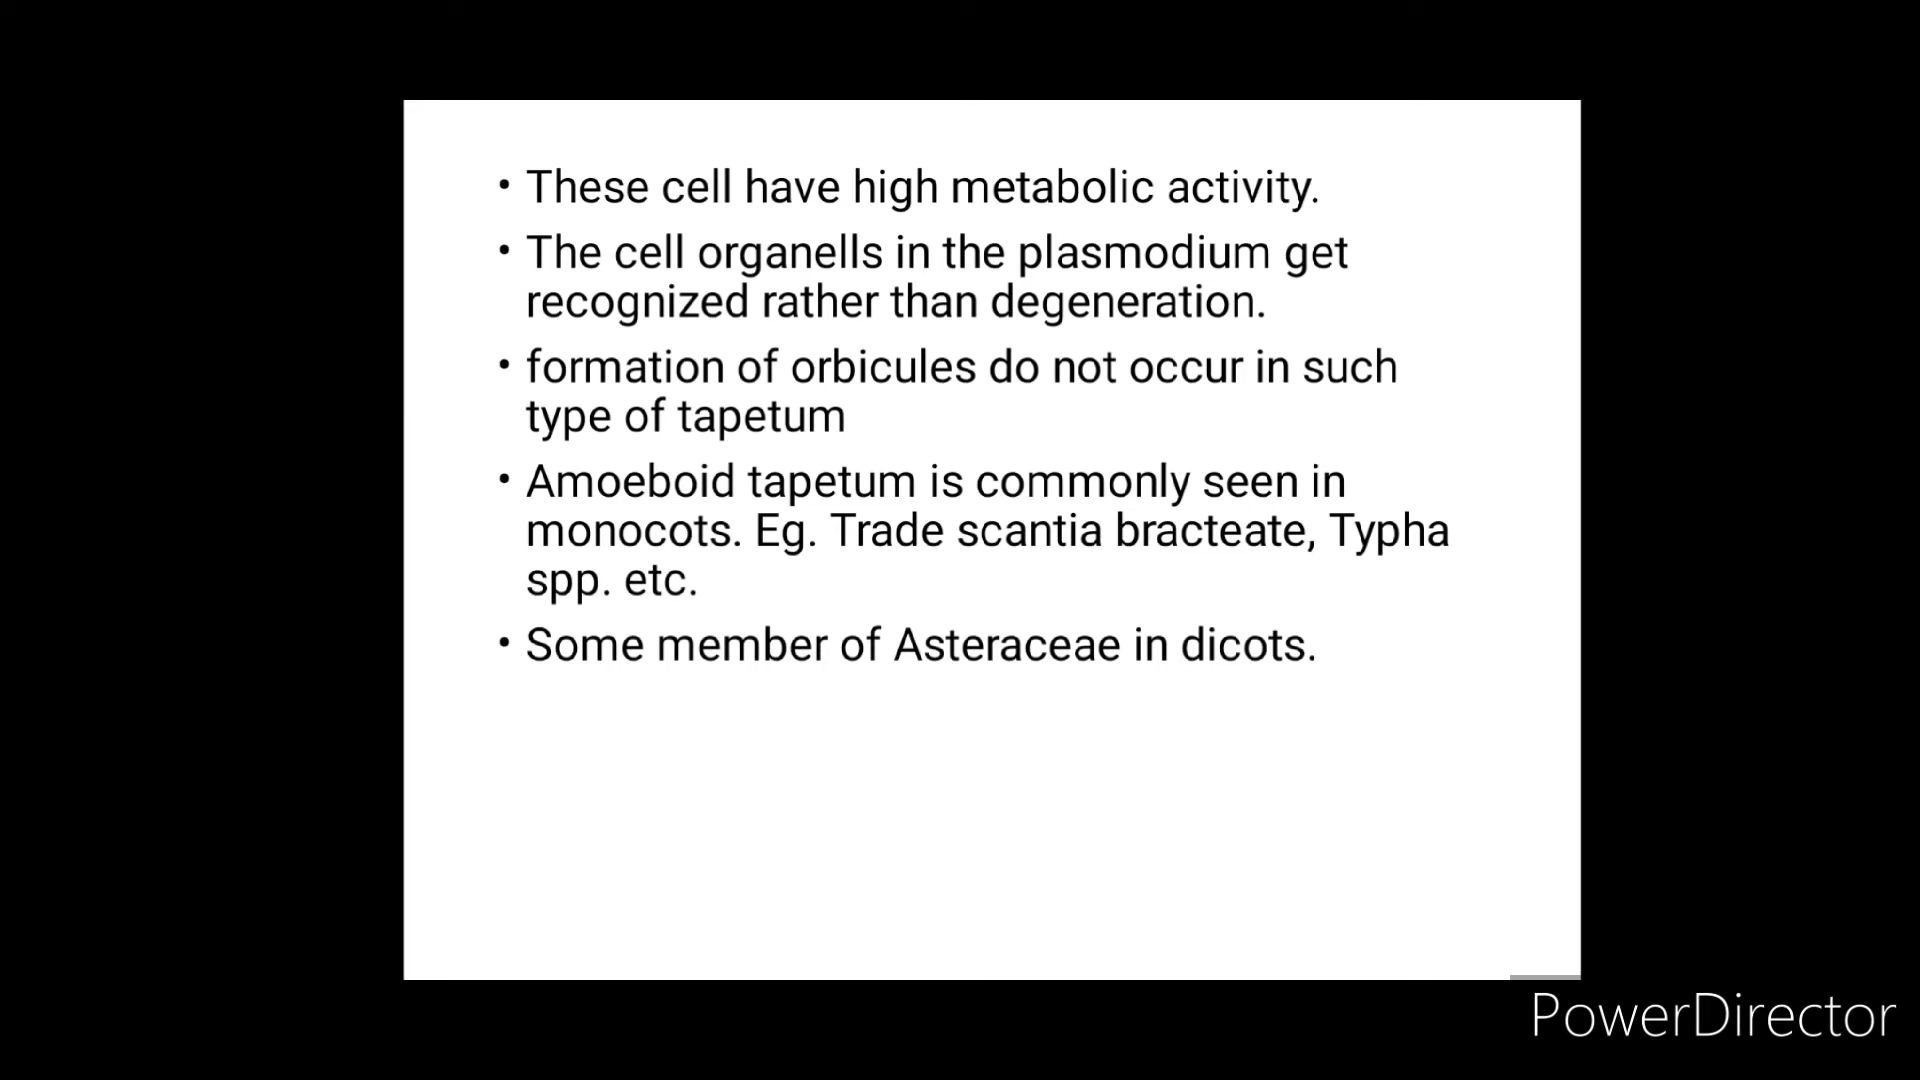 • These cell have high metabolic activity.
• The cell organells in the plasmodium get
recognized rather than degeneration.
• formation of orbicules do not occur in such
type of tapetum
• Amoeboid tapetum is commonly seen in
monocots. Eg. Trade scantia bracteate, Typha
spp. etc.
• Some member of Asteraceae in dicots.
PowerDirector